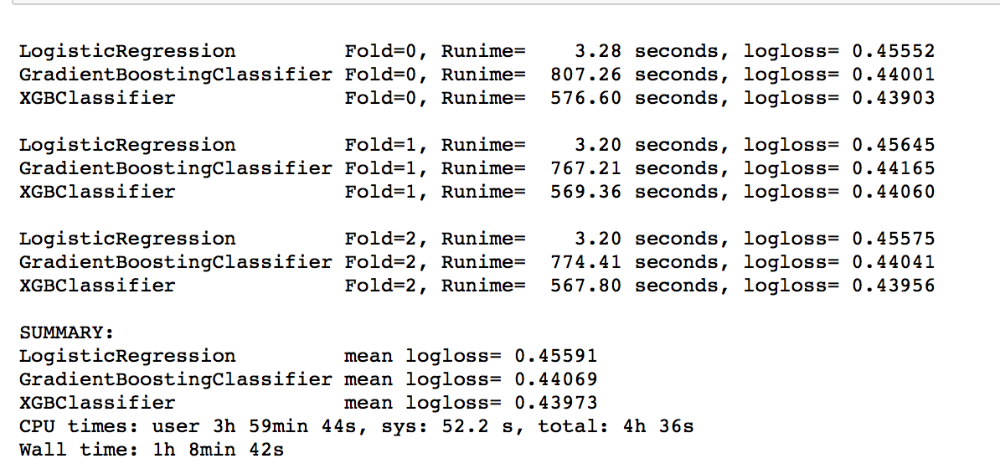 LogisticRegression         Fold=0, Runime=    3.28 seconds, logloss= 0.45552
GradientBoostingClassifier Fold=0, Runime=  807.26 seconds, logloss= 0.44001
XGBClassifier              Fold=0, Runime=  576.60 seconds, logloss= 0.43903
LogisticRegression         Fold=1, Runime=    3.20 seconds, logloss= 0.45645
GradientBoostingClassifier Fold=1, Runime=  767.21 seconds, logloss= 0.44165
XGBClassifier              Fold=1, Runime=  569.36 seconds, logloss= 0.44060
LogisticRegression         Fold=2, Runime=    3.20 seconds, logloss= 0.45575
GradientBoostingClassifier Fold=2, Runime=  774.41 seconds, logloss= 0.44041
XGBClassifier              Fold=2, Runime=  567.80 seconds, logloss= 0.43956
SUMMARY:
LogisticRegression         mean logloss= 0.45591
GradientBoostingClassifier mean logloss= 0.44069
XGBClassifier              mean logloss= 0.43973
CPU times: user 3h 59min 44s, sys: 52.2 s, total: 4h 36s
Wall time: 1h 8min 42s